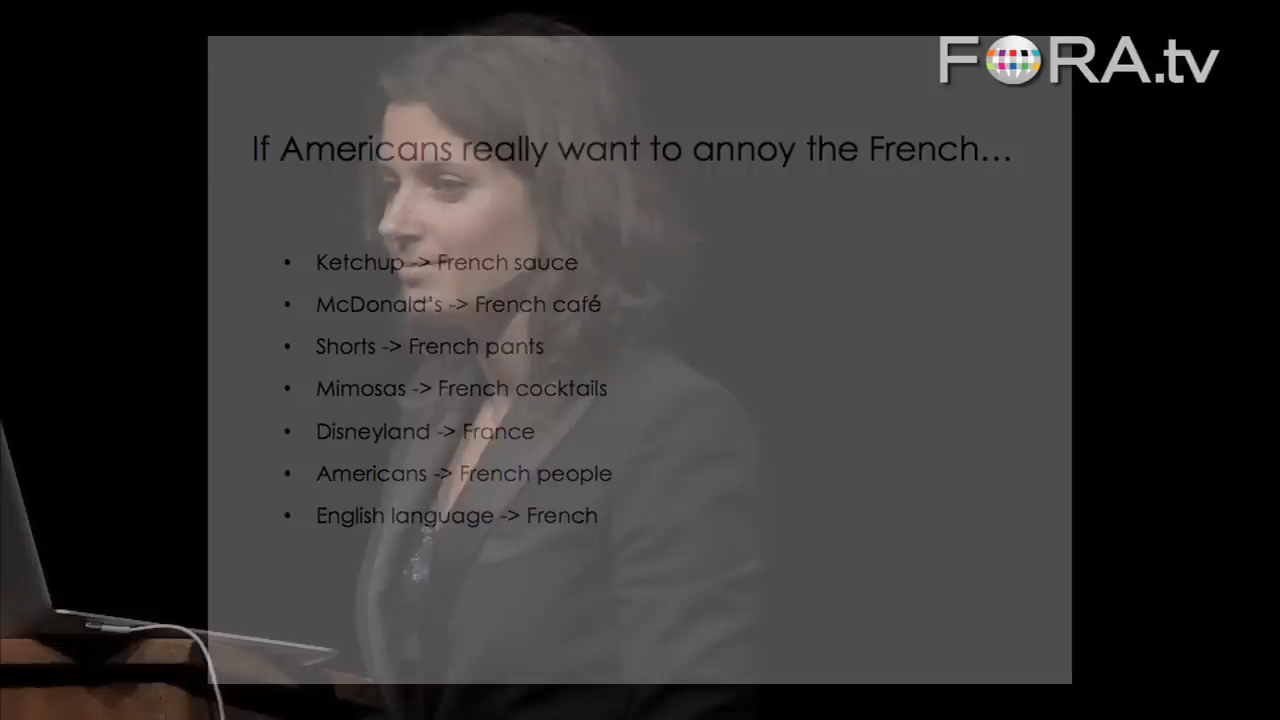 FORA.tv
If Americans really want to annoy the French…
• Ketchup -> French sauce
• McDonald's -> French café
• Shorts -> French pants
• Mimosas -> French cocktails
• Disneyland -> France
• Americans -> French people
• English language -> French